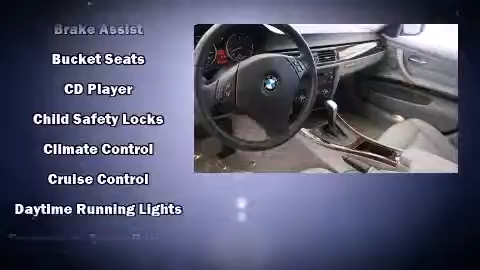 Brake Assist
Bucket Seats
CD Player
Child Safety Locks
Climate Control
Cruise Control
Daytime Running Lights